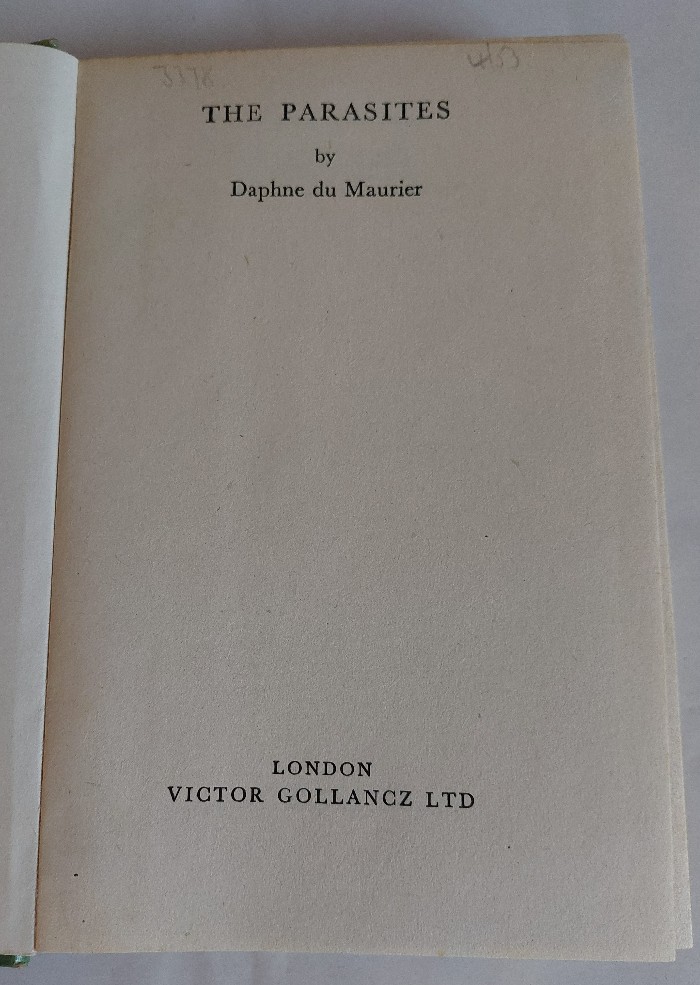 THE PARASITES
by
Daphne du Maurier
LONDON
VICTOR GOLLANCZ LTD